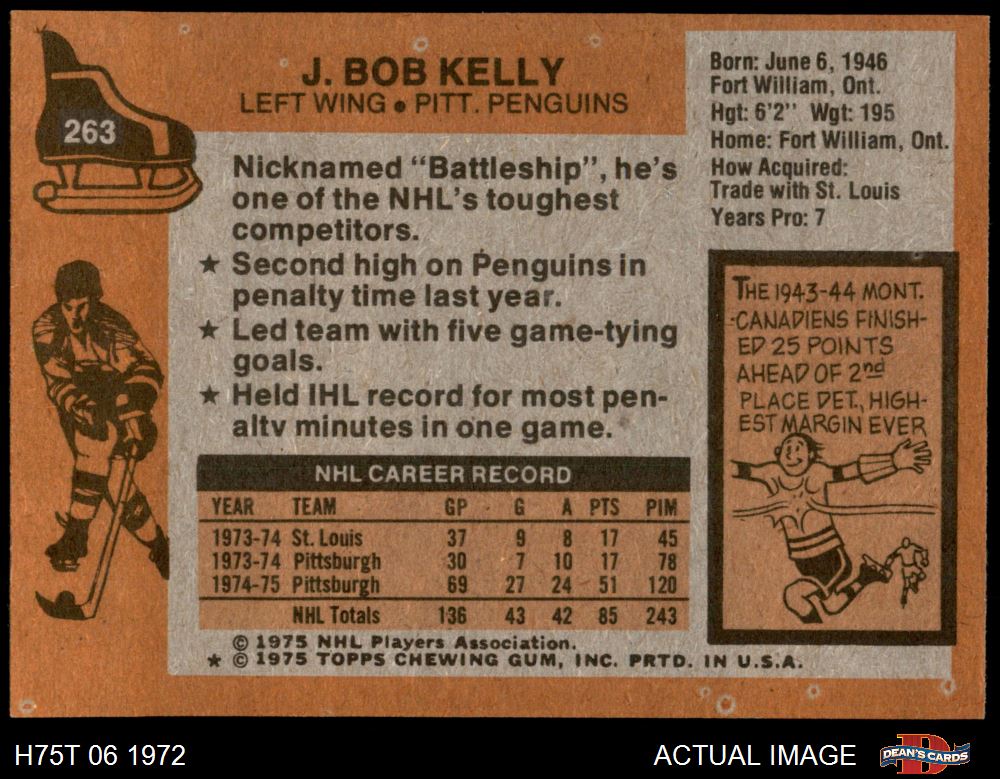 263
J. BOB KELLY
LEFT WING • PITT. PENGUINS
Born: June 6, 1946
Fort William, Ont.
Hgt: 6'2" Wgt: 195
Home: Fort William, Ont.
How Acquired:
Trade with St. Louis
Years Pro: 7
Nicknamed "Battleship", he's
one of the NHL's toughest
competitors.
★ Second high on Penguins in
penalty time last year.
★ Led team with five game-tying
goals.
★ Held IHL record for most pen-
alty minutes in one game.
THE 1943-44 MONT.
CANADIENS FINISH-
ED 25 POINTS
AHEAD OF 2nd
PLACE DET., HIGH-
EST MARGIN EVER
NHL CAREER RECORD
YEAR TEAM GP G A PTS PIM
1973-74 St. Louis 37 9 8 17 45
1973-74 Pittsburgh 30 7 10 17 78
1974-75 Pittsburgh 69 27 24 51 120
NHL Totals 136 43 42 85 243
© 1975 NHL Players Association.
★ © 1975 TOPPS CHEWING GUM, INC. PRTD. IN U.S.A.
H75T 06 1972
ACTUAL IMAGE
D
DEAN'S CARDS